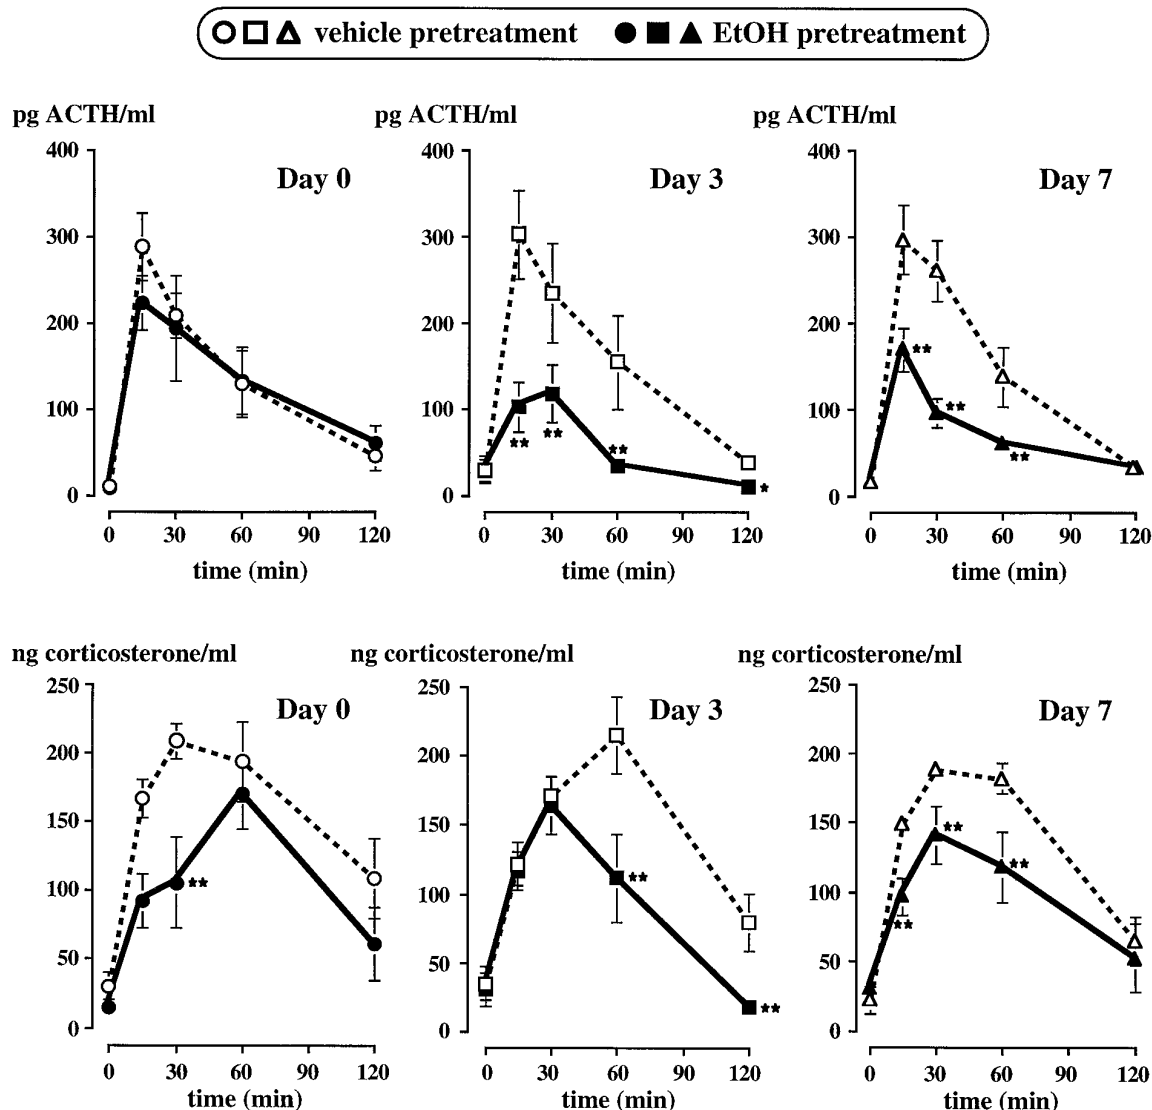 vehicle pretreatment EtOH pretreatment
pg ACTH/ml pg ACTH/ml pg ACTH/ml
Day 0 Day 3 Day 7
400 400 400
300 300 300
200 200 200
100 100 100
0 0 0
** ** ** *
** ** **
0 30 60 90 120 0 30 60 90 120 0 30 60 90 120
time (min) time (min) time (min)
ng corticosterone/ml ng corticosterone/ml ng corticosterone/ml
Day 0 Day 3 Day 7
250 250 250
200 200 200
150 150 150
100 100 100
50 50 50
0 0 0
** ** ** ** ** **
0 30 60 90 120 0 30 60 90 120 0 30 60 90 120
time (min) time (min) time (min)